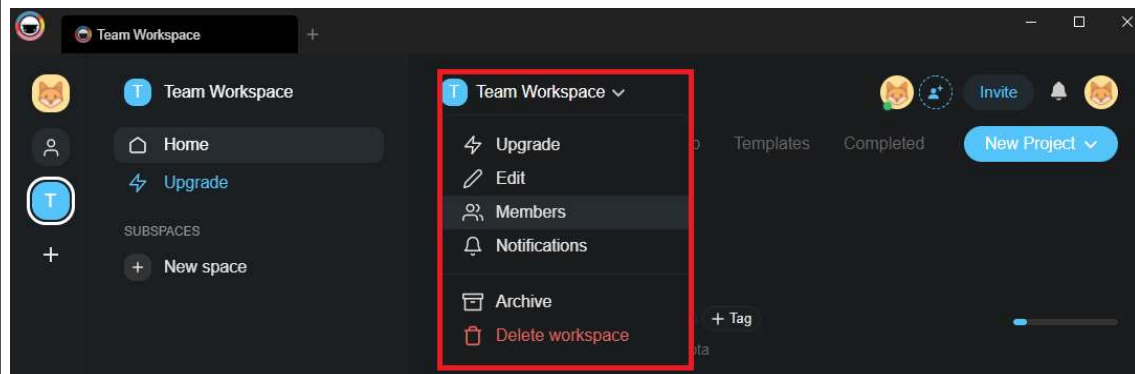 Team Workspace
+
T Team Workspace
Home
Upgrade
SUBSPACES
+ New space
T
+
T Team Workspace
Upgrade
Edit
Members
Notifications
Archive
Delete workspace
Invite
Templates Completed New Project
+ Tag